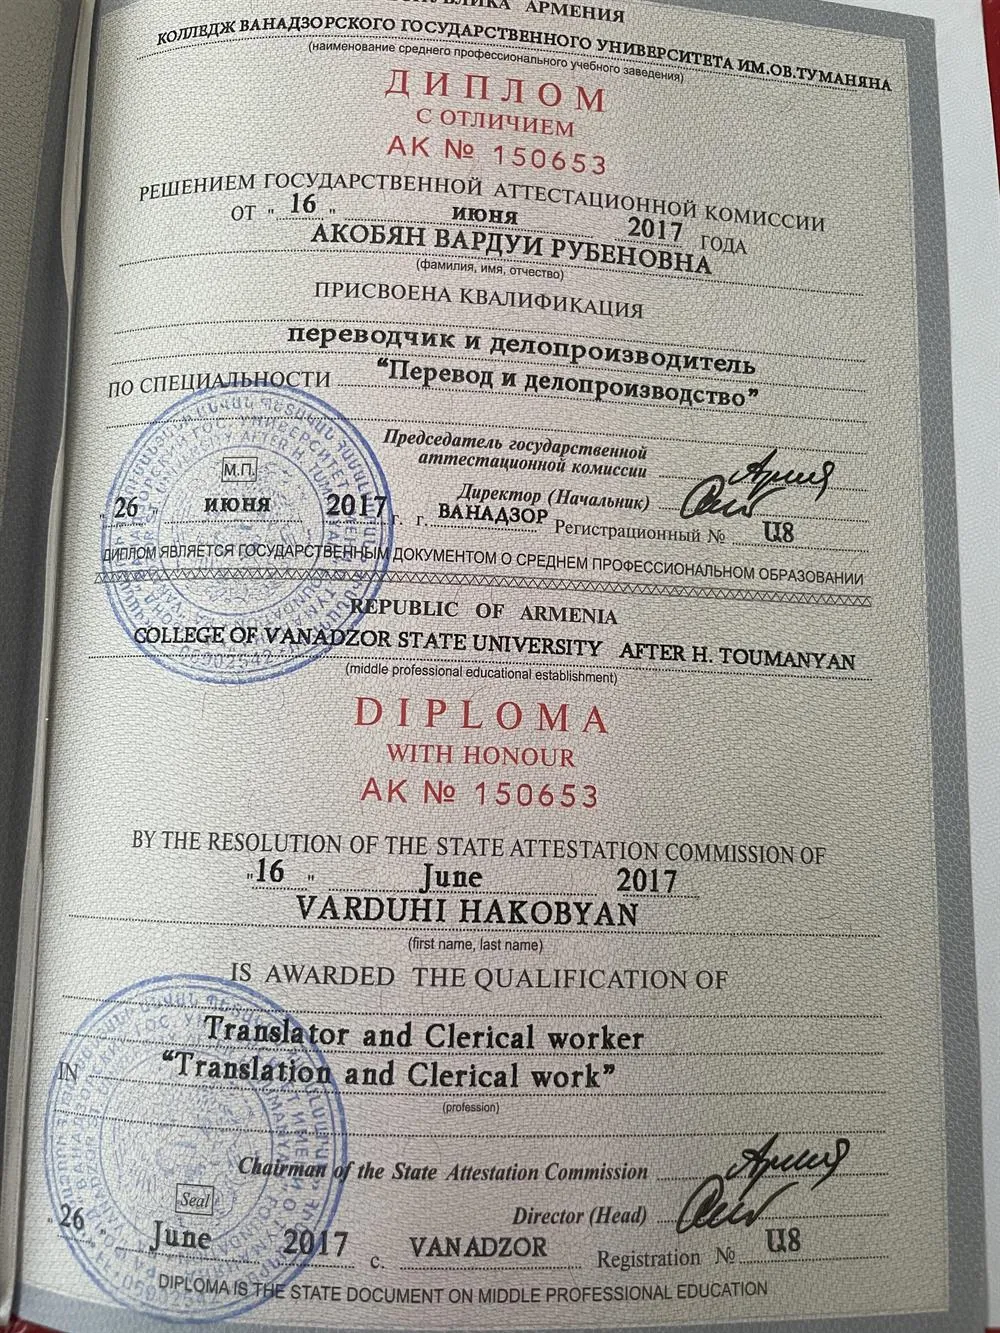 АРМЕНИЯ
КОЛЛЕДЖ ВАНАДЗОРСКОГО ГОСУДАРСТВЕННОГО УНИВЕРСИТЕТА ИМ.ОВ.ТУМАНЯНА
(наименование среднего профессионального учебного заведения)
ДИПЛОМ
С ОТЛИЧИЕМ
АК № 150653
РЕШЕНИЕМ ГОСУДАРСТВЕННОЙ АТТЕСТАЦИОННОЙ КОМИССИИ
ОТ "16" июня 2017 ГОДА
АКОБЯН ВАРДУИ РУБЕНОВНА
(фамилия, имя, отчество)
ПРИСВОЕНА КВАЛИФИКАЦИЯ
переводчик и делопроизводитель
ПО СПЕЦИАЛЬНОСТИ “Перевод и делопроизводство”
Председатель государственной
аттестационной комиссии
М.П.
Директор (Начальник)
"26" июня 2017 г. г. ВАНАДЗОР Регистрационный № Ц8
ДИПЛОМ ЯВЛЯЕТСЯ ГОСУДАРСТВЕННЫМ ДОКУМЕНТОМ О СРЕДНЕМ ПРОФЕССИОНАЛЬНОМ ОБРАЗОВАНИИ
REPUBLIC OF ARMENIA
COLLEGE OF VANADZOR STATE UNIVERSITY AFTER H. TOUMANYAN
(middle professional educational establishment)
DIPLOMA
WITH HONOUR
АК № 150653
BY THE RESOLUTION OF THE STATE ATTESTATION COMMISSION OF
"16" June 2017
VARDUHI HAKOBYAN
(first name, last name)
IS AWARDED THE QUALIFICATION OF
Translator and Clerical worker
IN “Translation and Clerical work”
(profession)
Chairman of the State Attestation Commission
Seal
Director (Head)
"26 June 2017 c. VANADZOR Registration № Ц8
DIPLOMA IS THE STATE DOCUMENT ON MIDDLE PROFESSIONAL EDUCATION